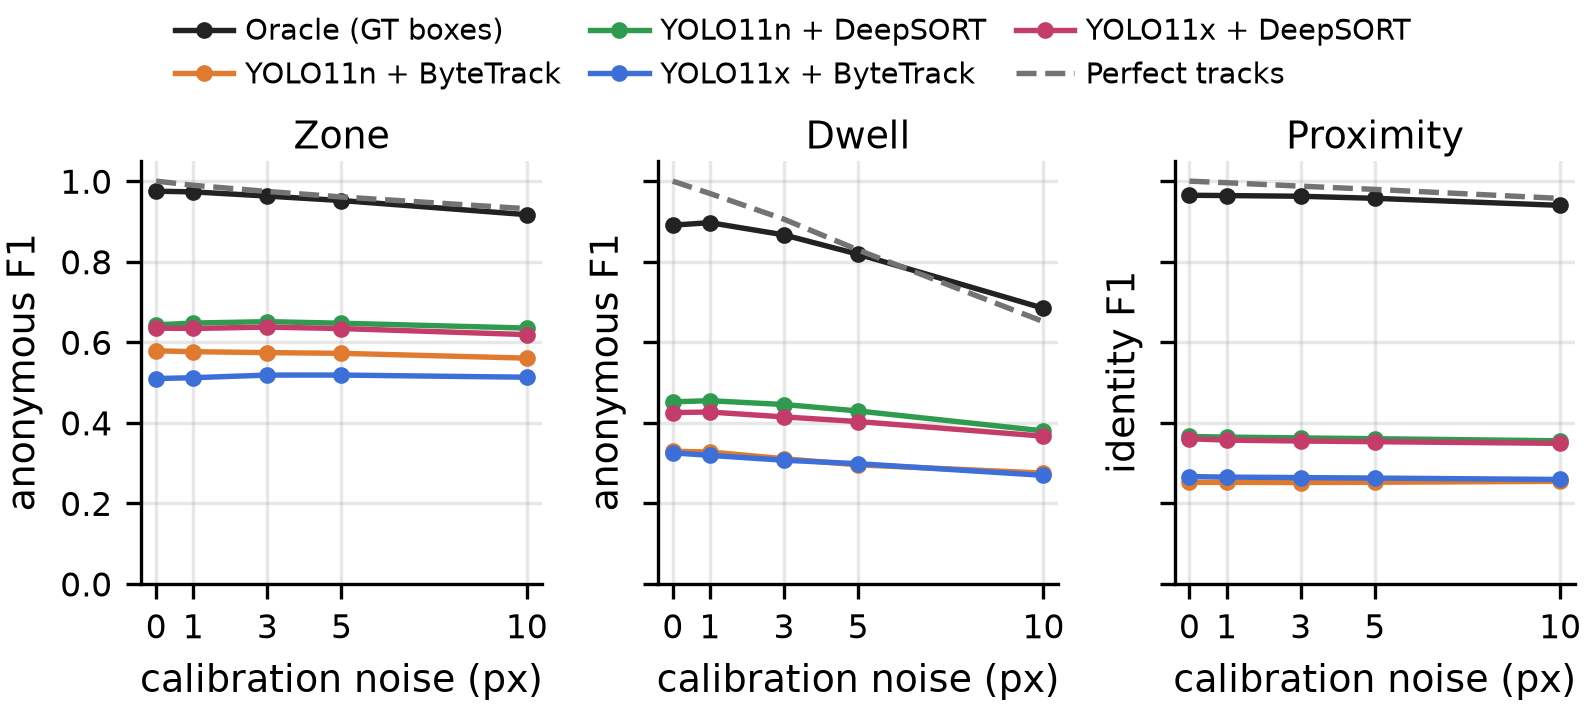 Oracle (GT boxes)
YOLO11n + DeepSORT
YOLO11x + DeepSORT
YOLO11n + ByteTrack
YOLO11x + ByteTrack
Perfect tracks
Zone
anonymous F1
1.0
0.8
0.6
0.4
0.2
0.0
0 1 3 5 10
calibration noise (px)
Dwell
anonymous F1
0 1 3 5 10
calibration noise (px)
Proximity
identity F1
0 1 3 5 10
calibration noise (px)